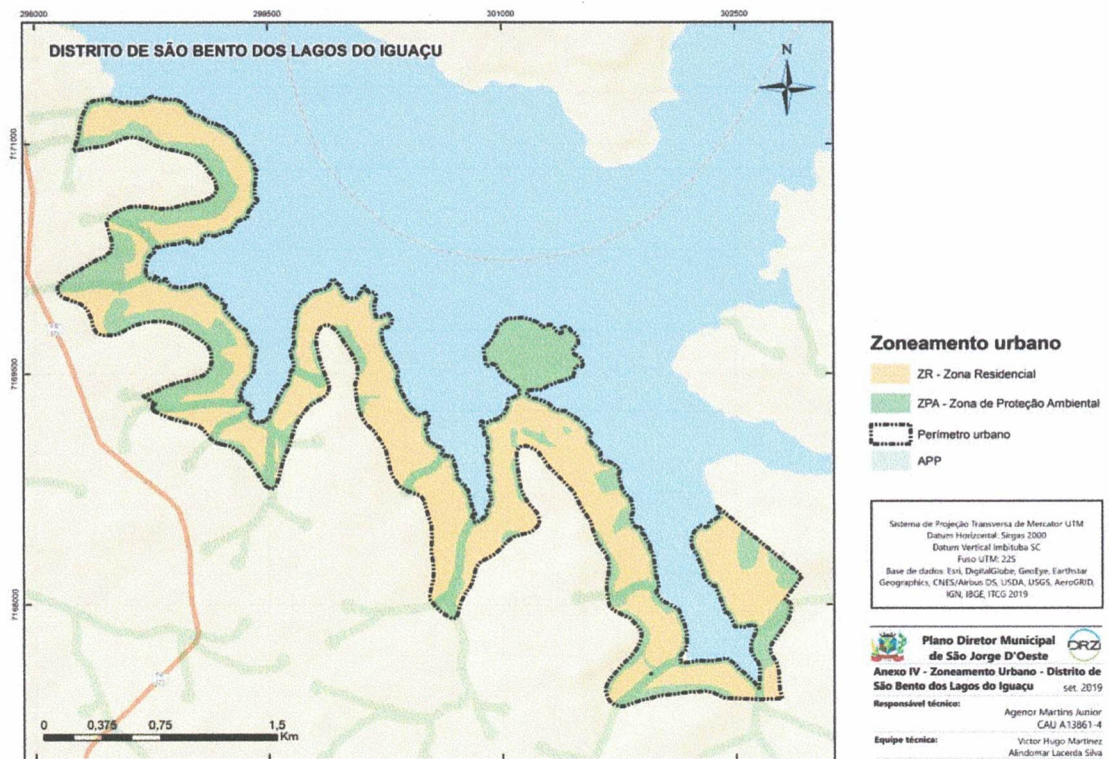 298000
299500
301000
302500
DISTRITO DE SÃO BENTO DOS LAGOS DO IGUAÇU
N
7171000
7169500
7168000
0 0,375 0,75 1,5
Km
Zoneamento urbano
ZR - Zona Residencial
ZPA - Zona de Proteção Ambiental
Perímetro urbano
APP
Sistema de Projeção Transversa de Mercator UTM
Datum Horizontal: Sirgas 2000
Datum Vertical Imbituba SC
Fuso UTM: 22S
Base de dados: Esri, DigitalGlobe, GeoEye, Earthstar
Geographics, CNES/Airbus DS, USDA, USGS, AeroGRID,
IGN, IBGE, ITCG 2019
Plano Diretor Municipal
de São Jorge D'Oeste
DRZ
Anexo IV - Zoneamento Urbano - Distrito de
São Bento dos Lagos do Iguaçu set. 2019
Responsável técnico:
Agenor Martins Junior
CAU A13861-4
Equipe técnica:
Victor Hugo Martinez
Alindomar Lacerda Silva